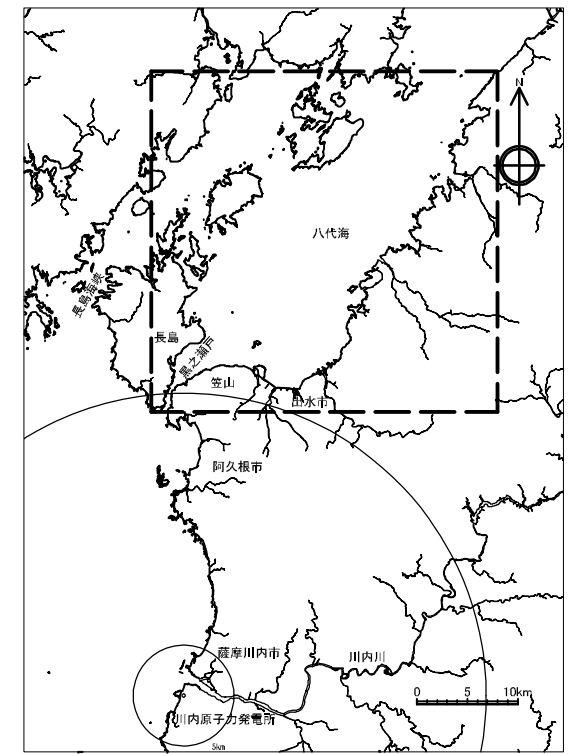 N
八代海
長島海峡
長島
黒之瀬戸
笠山
出水市
阿久根市
薩摩川内市
川内川
0 5 10km
川内原子力発電所
5km